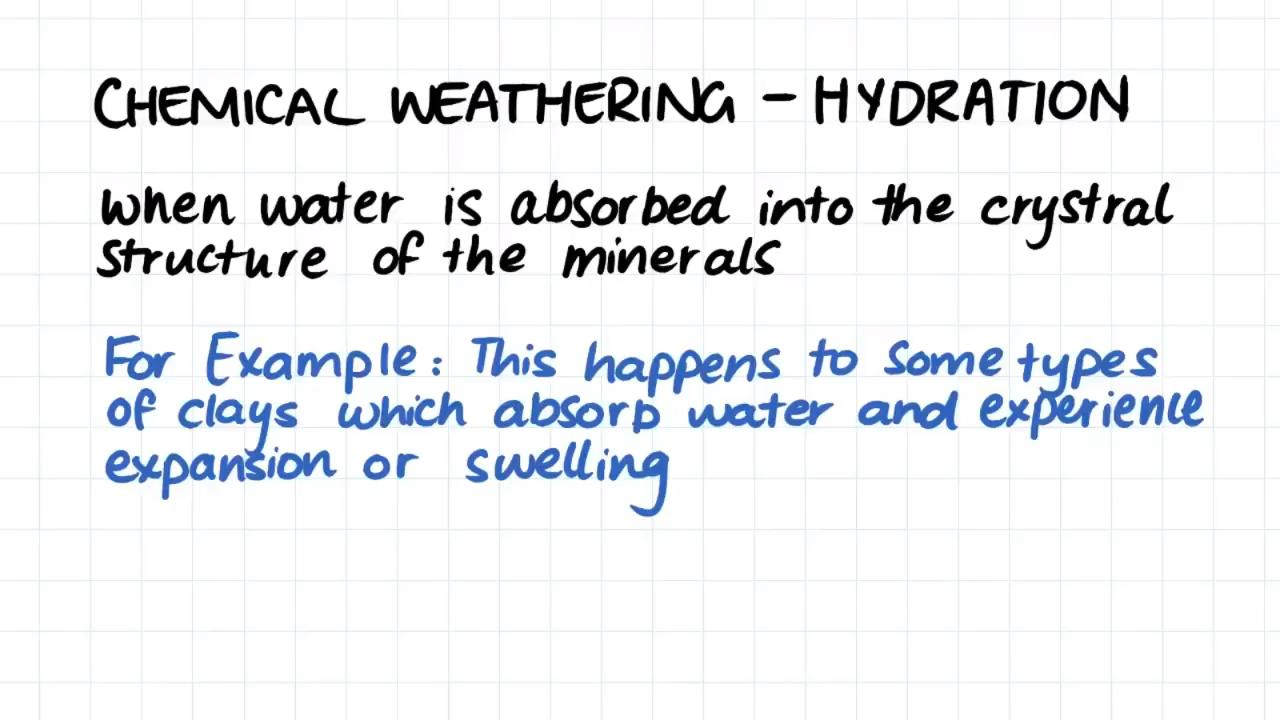 CHEMICAL WEATHERING - HYDRATION
when water is absorbed into the crystral
structure of the minerals
For Example: This happens to some types
of clays which absorb water and experience
expansion or swelling